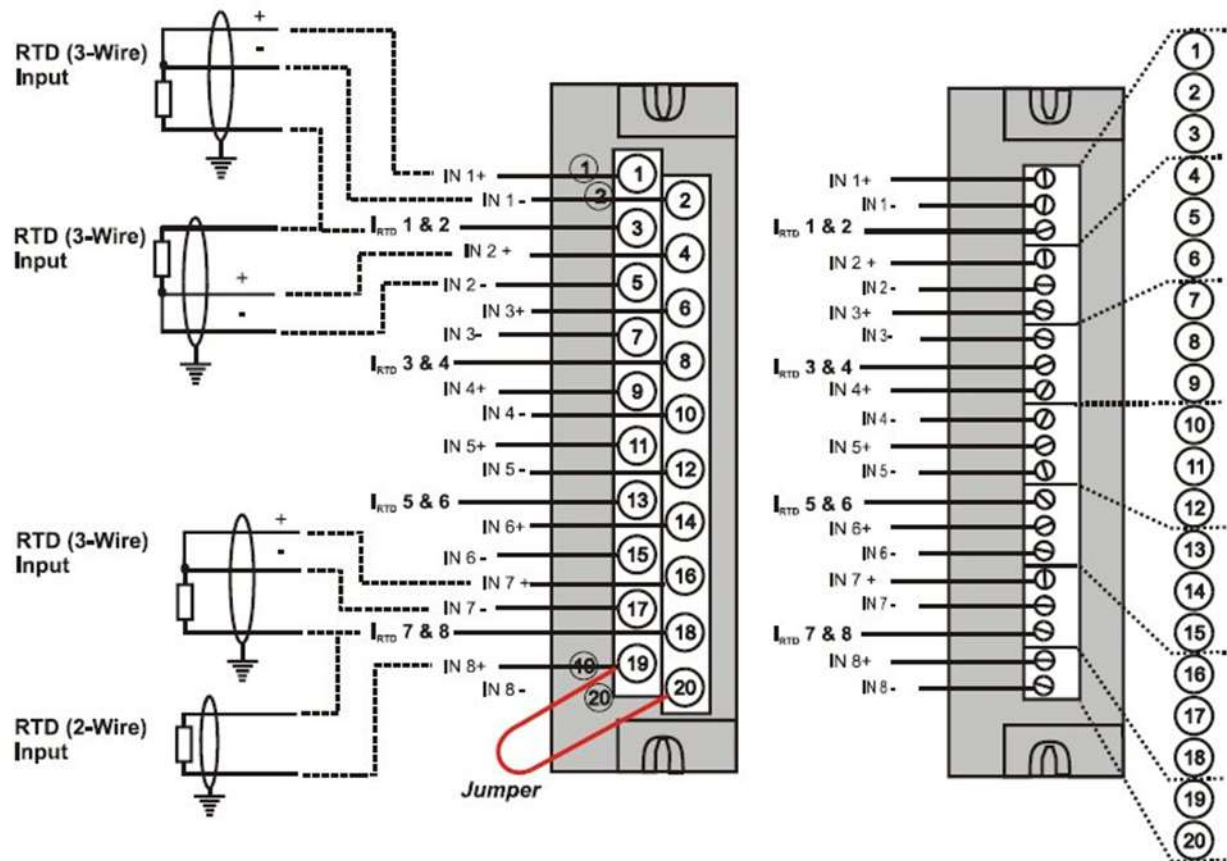 RTD (3-Wire)
Input
+
-
RTD (3-Wire)
Input
+
-
RTD (3-Wire)
Input
+
-
RTD (2-Wire)
Input
IN 1+
IN 1-
IRTD 1 & 2
IN 2 +
IN 2-
IN 3+
IN 3-
IRTD 3 & 4
IN 4+
IN 4-
IN 5+
IN 5-
IRTD 5 & 6
IN 6+
IN 6-
IN 7 +
IN 7-
IRTD 7 & 8
IN 8+
IN 8-
1
2
19
20
1
2
3
4
5
6
7
8
9
10
11
12
13
14
15
16
17
18
19
20
Jumper
IN 1+
IN 1-
IRTD 1 & 2
IN 2 +
IN 2-
IN 3+
IN 3-
IRTD 3 & 4
IN 4+
IN 4-
IN 5+
IN 5-
IRTD 5 & 6
IN 6+
IN 6-
IN 7 +
IN 7-
IRTD 7 & 8
IN 8+
IN 8-
1
2
3
4
5
6
7
8
9
10
11
12
13
14
15
16
17
18
19
20